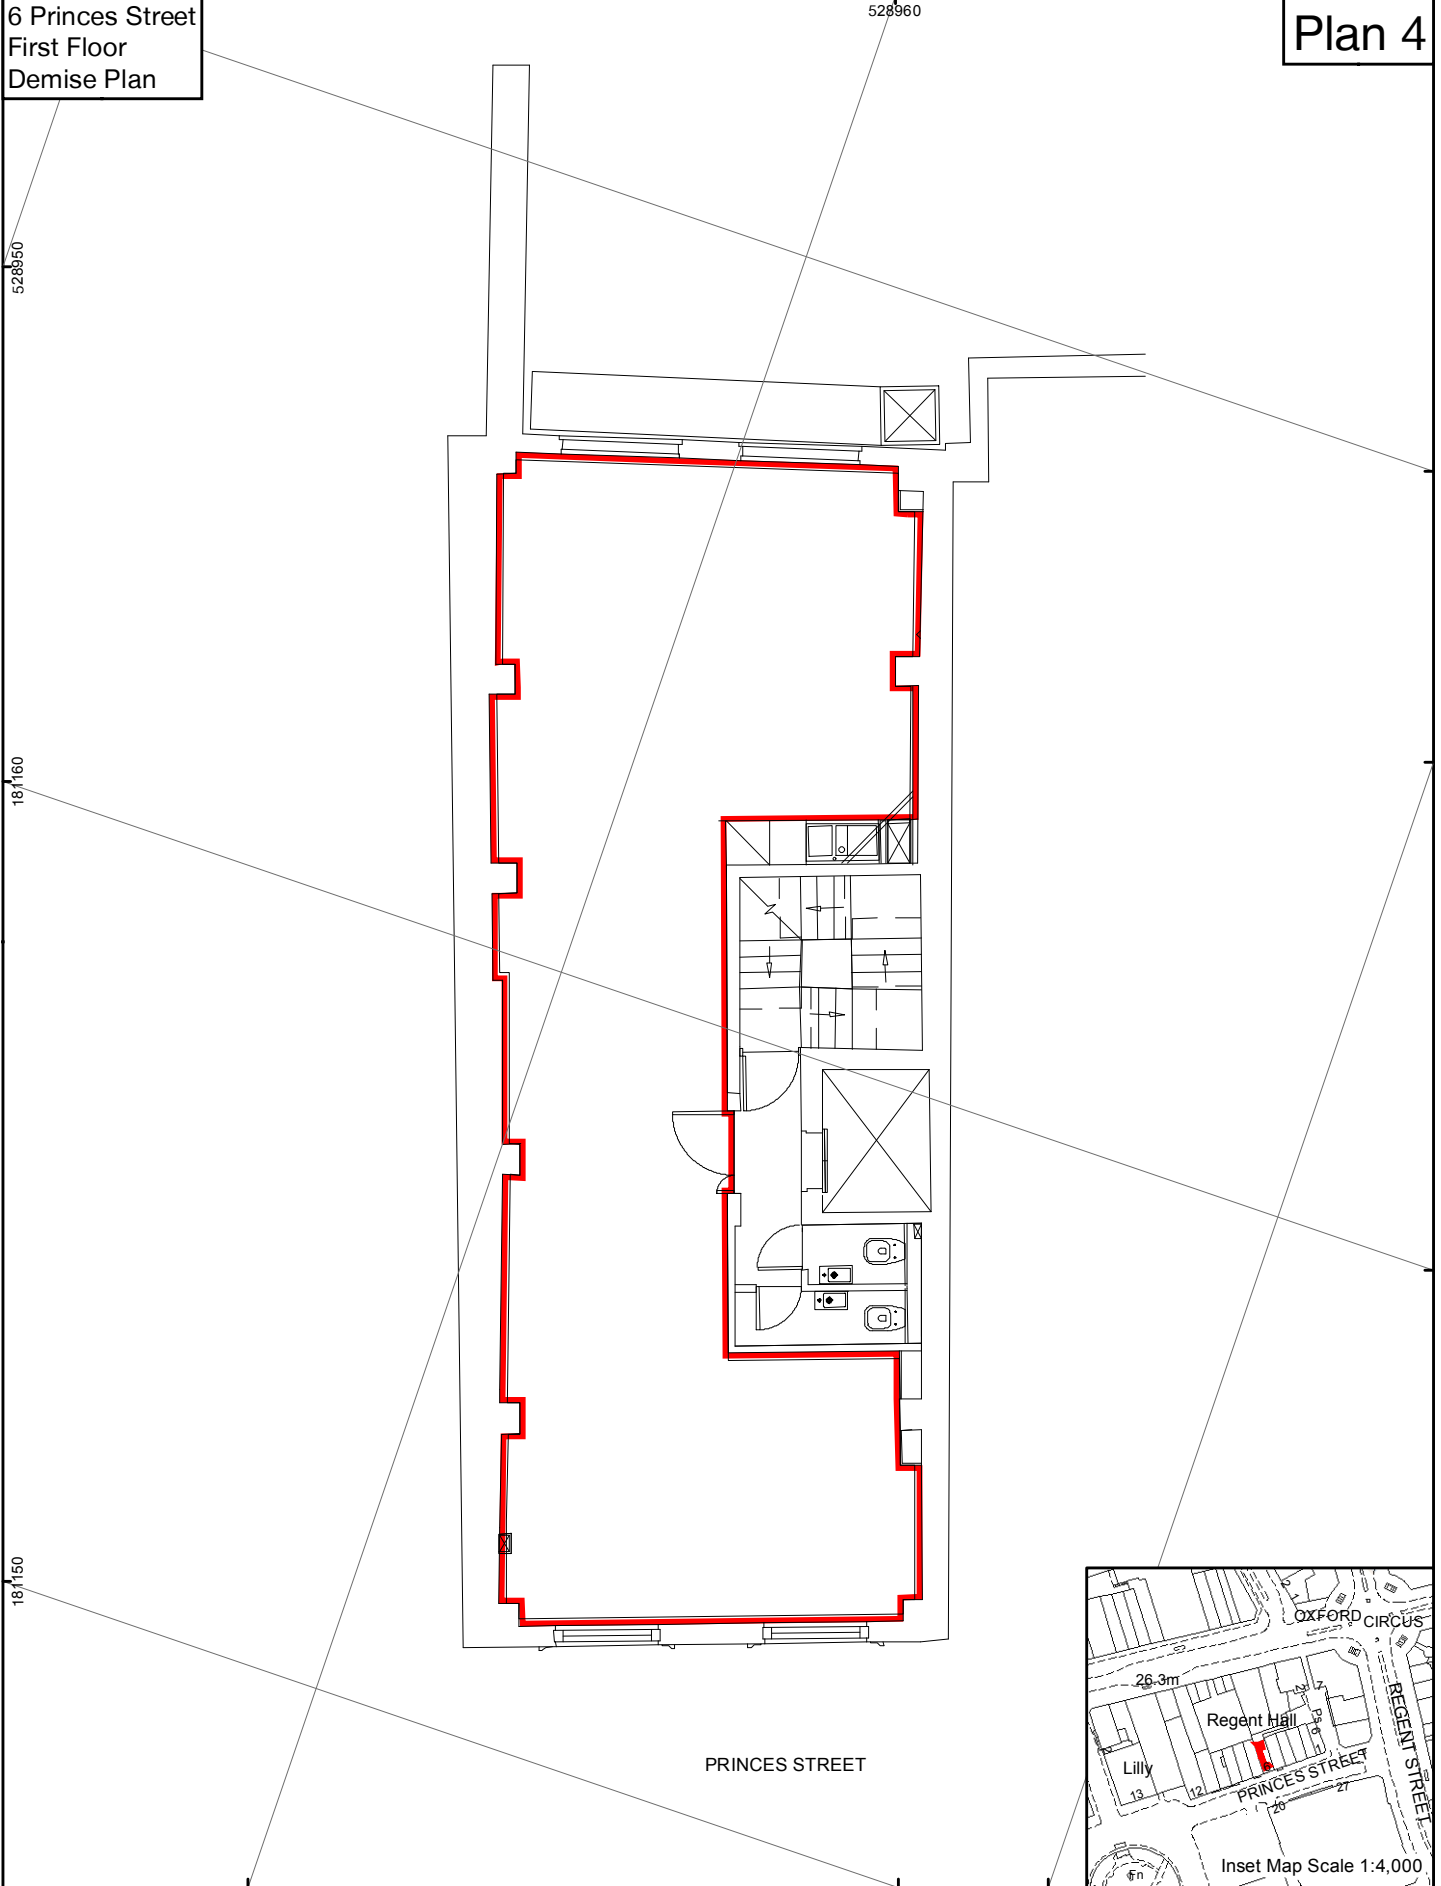 6 Princes Street
First Floor
Demise Plan
528960
Plan 4
528950
181160
181150
PRINCES STREET
OXFORD CIRCUS
26.3m
Regent Hall
REGENT STREET
Lilly
13
12
PRINCES STREET
20
27
Fn
Inset Map Scale 1:4,000